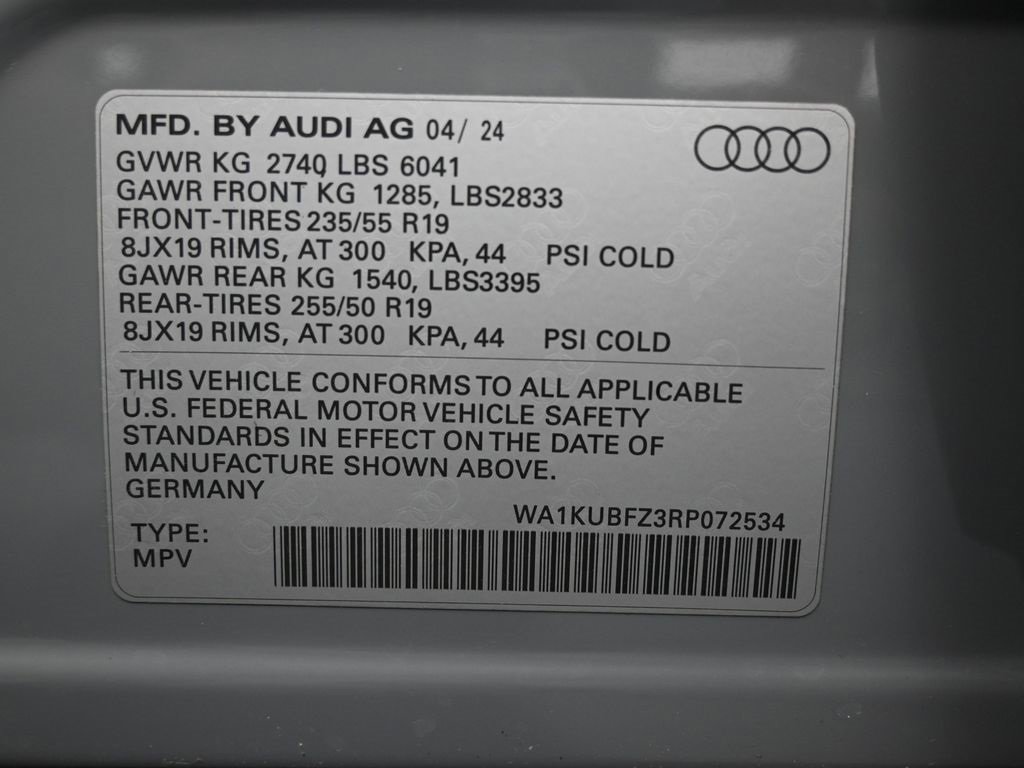 MFD. BY AUDI AG 04/ 24
GVWR KG 2740 LBS 6041
GAWR FRONT KG 1285, LBS2833
FRONT-TIRES 235/55 R19
8JX19 RIMS, AT 300 KPA, 44 PSI COLD
GAWR REAR KG 1540, LBS3395
REAR-TIRES 255/50 R19
8JX19 RIMS, AT 300 KPA, 44 PSI COLD
THIS VEHICLE CONFORMS TO ALL APPLICABLE
U.S. FEDERAL MOTOR VEHICLE SAFETY
STANDARDS IN EFFECT ON THE DATE OF
MANUFACTURE SHOWN ABOVE.
GERMANY
WA1KUBFZ3RP072534
TYPE:
MPV